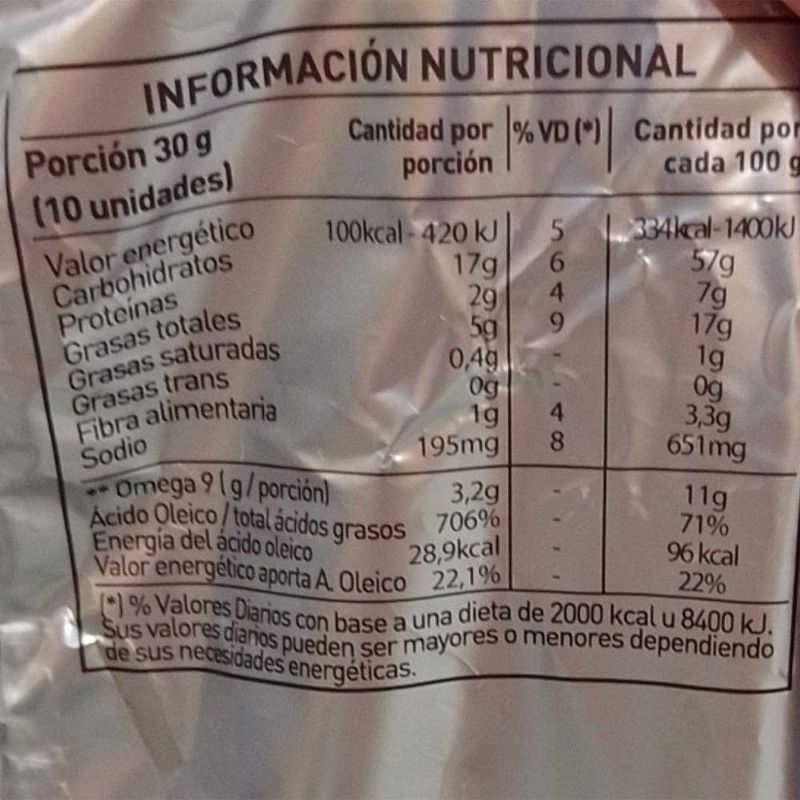 INFORMACIÓN NUTRICIONAL
Porción 30 g
(10 unidades)
Cantidad por porción % VD (*) Cantidad por cada 100 g
Valor energético 100kcal - 420 kJ 5 334kcal-1400kJ
Carbohidratos 17g 6 57g
Proteínas 2g 4 7g
Grasas totales 5g 9 17g
Grasas saturadas 0,4g - 1g
Grasas trans 0g - 0g
Fibra alimentaria 1g 4 3,3g
Sodio 195mg 8 651mg
** Omega 9 (g/porción) 3,2g - 11g
Ácido Oleico / total ácidos grasos 706% - 71%
Energía del ácido oleico 28,9kcal - 96 kcal
Valor energético aporta A. Oleico 22,1% - 22%
(*) % Valores Diarios con base a una dieta de 2000 kcal u 8400 kJ.
Sus valores diarios pueden ser mayores o menores dependiendo
de sus necesidades energéticas.